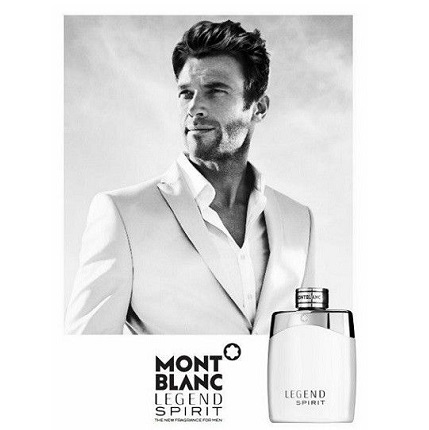 MONTBLANC
MONT
BLANC
LEGEND
SPIRIT
THE NEW FRAGRANCE FOR MEN
LEGEND
SPIRIT